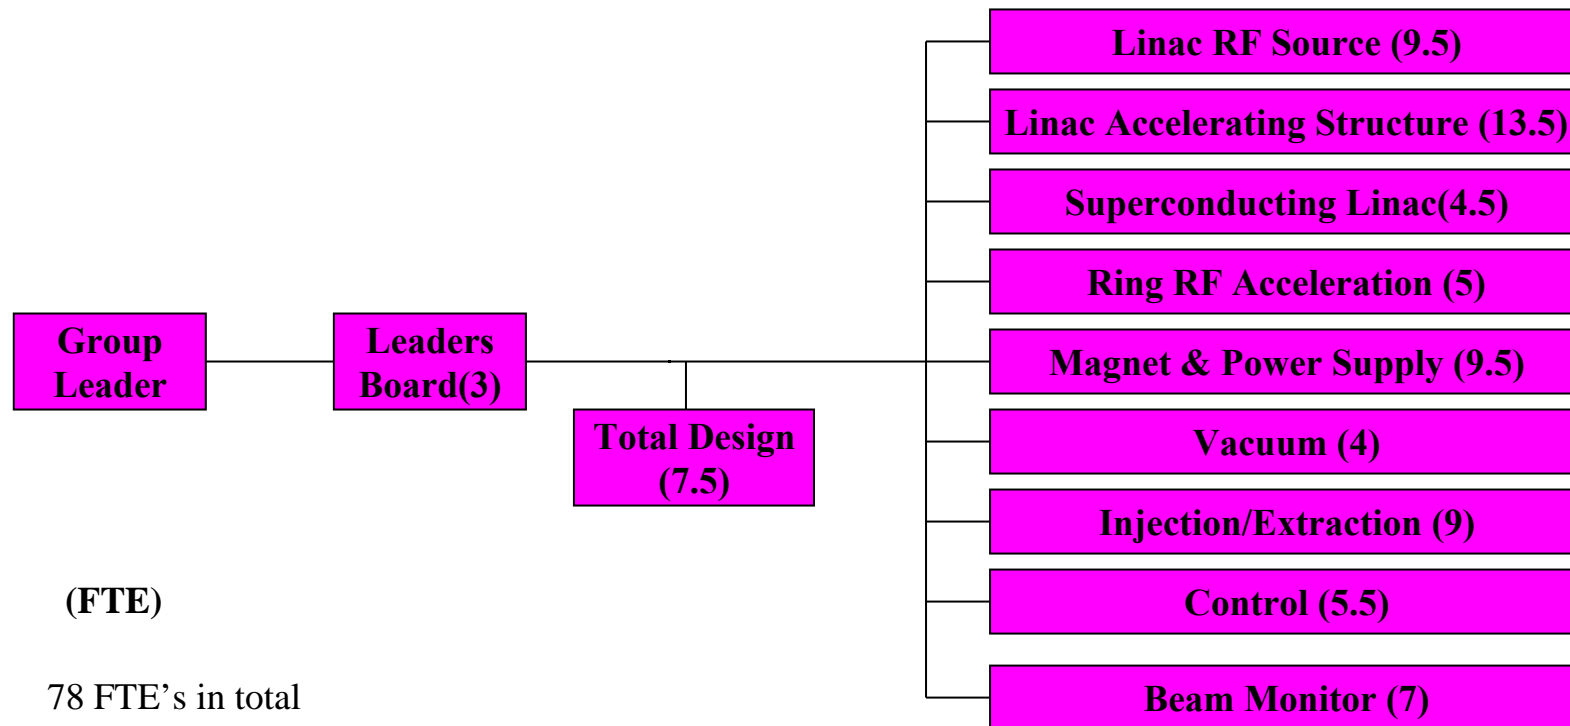 Linac RF Source (9.5)
Linac Accelerating Structure (13.5)
Superconducting Linac(4.5)
Ring RF Acceleration (5)
Group
Leader
Leaders
Board(3)
Magnet & Power Supply (9.5)
Total Design
(7.5)
Vacuum (4)
Injection/Extraction (9)
(FTE)
Control (5.5)
78 FTE’s in total
Beam Monitor (7)